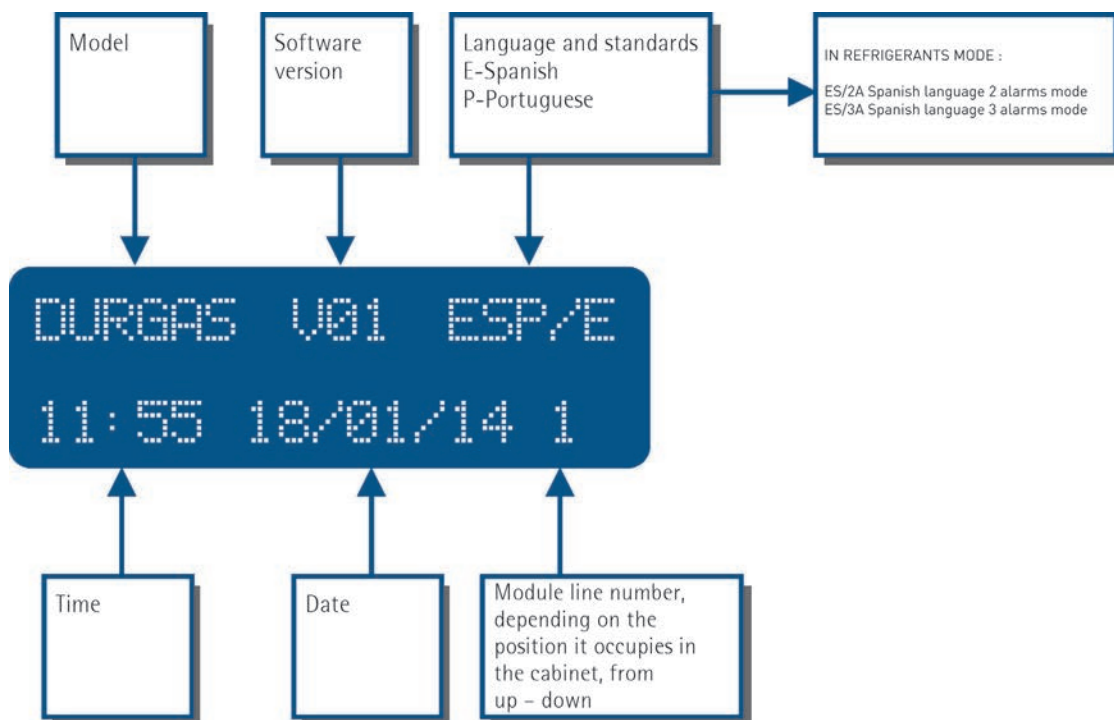 Model
Software
version
Language and standards
E-Spanish
P-Portuguese
IN REFRIGERANTS MODE :
ES/2A Spanish language 2 alarms mode
ES/3A Spanish language 3 alarms mode
DURGAS V01 ESP/E
11:55 18/01/14 1
Time
Date
Module line number,
depending on the
position it occupies in
the cabinet, from
up – down